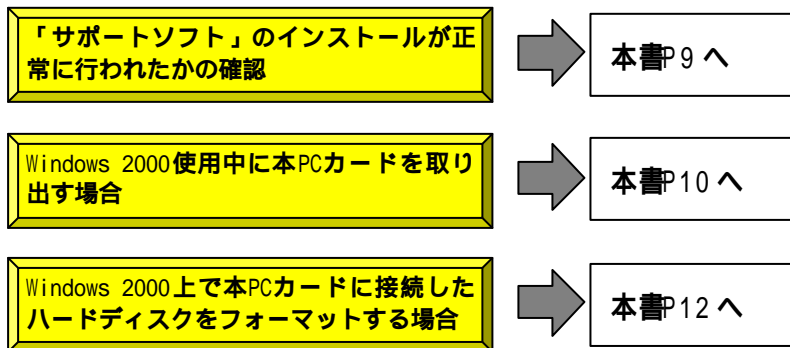 「サポートソフト」のインストールが正
常に行われたかの確認
本書P9 へ
Windows 2000使用中に本PCカードを取り
出す場合
本書P10 へ
Windows 2000上で本PCカードに接続した
ハードディスクをフォーマットする場合
本書P12 へ